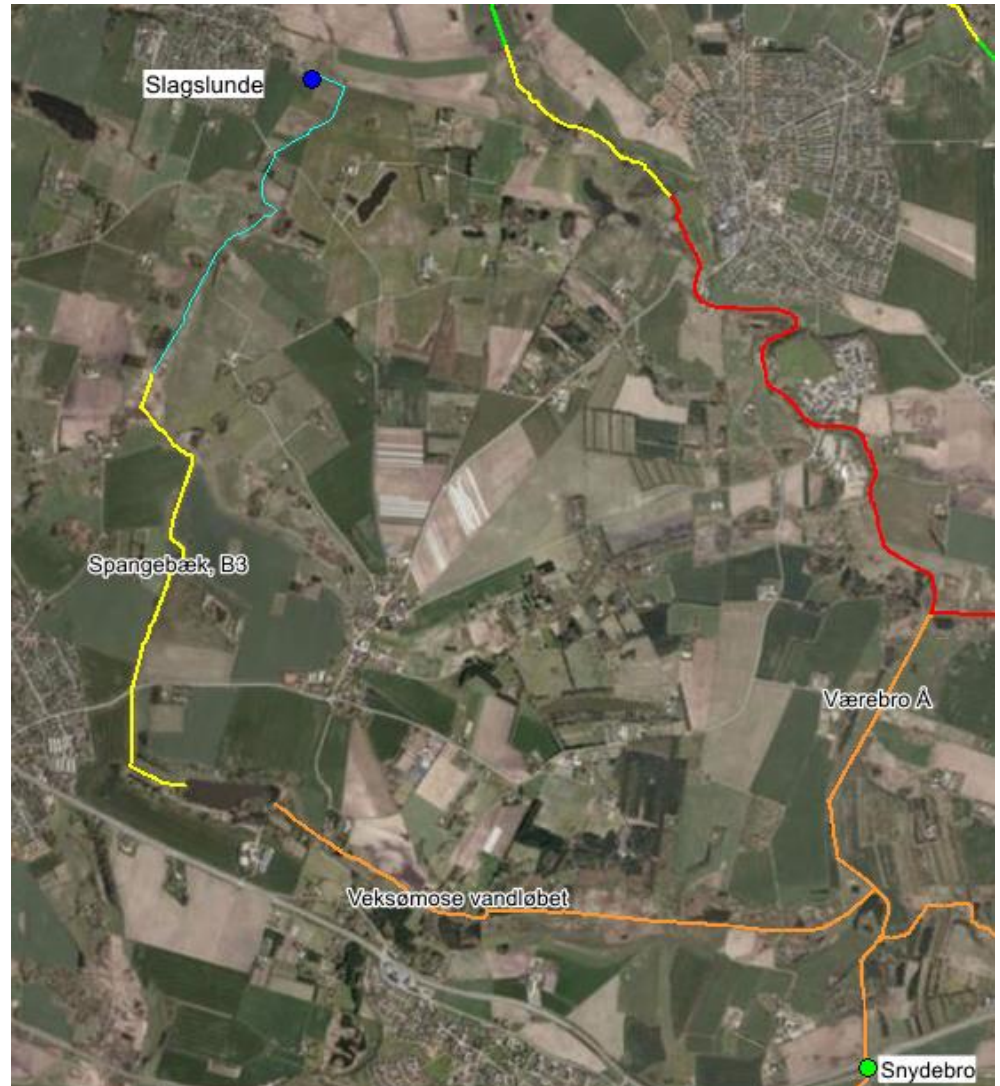 Slagslunde
Spangebæk, B3
Værebro Å
Veksømose vandløbet
Snydebro